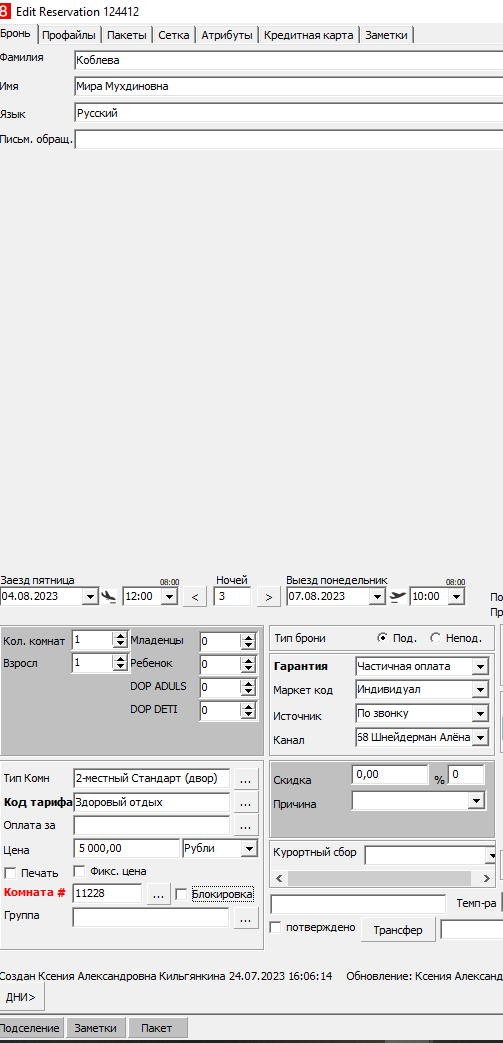 8 Edit Reservation 124412
Бронь Профайлы Пакеты Сетка Атрибуты Кредитная карта Заметки
Фамилия Коблева
Имя Мира Мухдиновна
Язык Русский
Письм. обращ.
Заезд пятница 08:00 Ночей Выезд понедельник 08:00
04.08.2023 12:00 < 3 > 07.08.2023 10:00 По
Пр
Кол. комнат 1 Младенцы 0 Тип брони Под. Непод.
Взросл 1 Ребенок 0 Гарантия Частичная оплата
DOP ADULS 0 Маркет код Индивидуал
DOP DETI 0 Источник По звонку
Канал 58 Шнейдерман Алёна
Тип Комн 2-местный Стандарт (двор) ... Скидка 0,00 % 0
Код тарифа Здоровый отдых ... Причина
Оплата за ...
Цена 5 000,00 Рубли Курортный сбор
Печать Фикс. цена < >
Комната # 11228 ... Блокировка Темп-ра
Группа ... потверждено Трансфер
Создан Ксения Александровна Кильгянкина 24.07.2023 16:06:14 Обновление: Ксения Александ
ДНИ>
Подселение Заметки Пакет